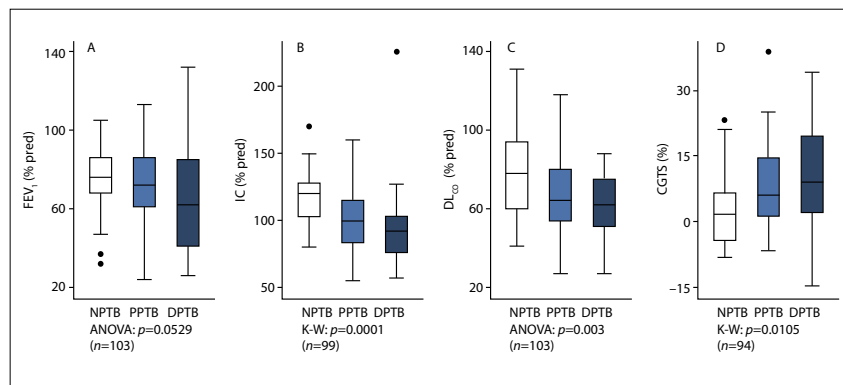 A
B
C
D
FEV1 (% pred)
140
100
60
20
IC (% pred)
200
150
100
50
DLCO (% pred)
140
100
60
20
CGTS (%)
30
15
0
−15
NPTB PPTB DPTB
ANOVA: p=0.0529
(n=103)
NPTB PPTB DPTB
K-W: p=0.0001
(n=99)
NPTB PPTB DPTB
ANOVA: p=0.003
(n=103)
NPTB PPTB DPTB
K-W: p=0.0105
(n=94)